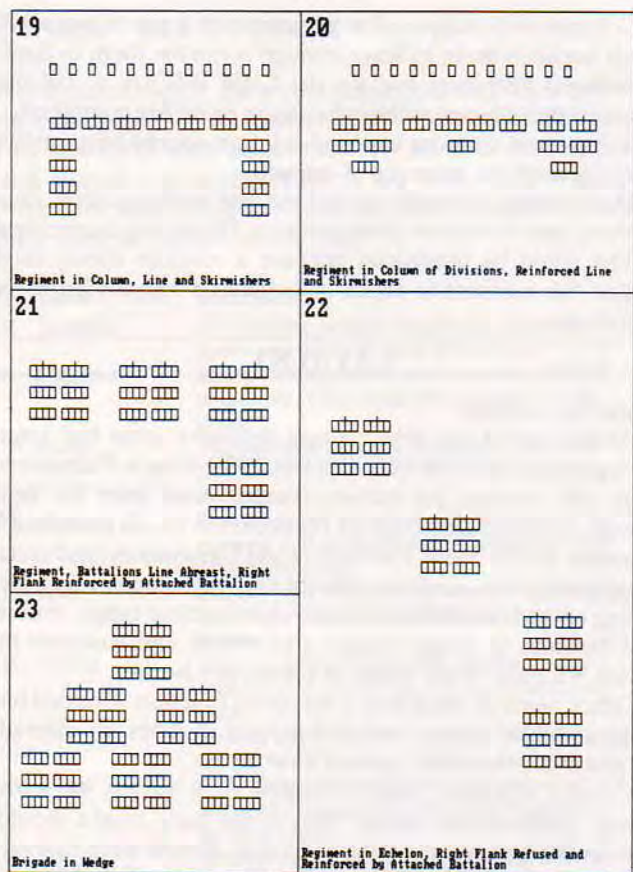 19
Regiment in Column, Line and Skirmishers
20
Regiment in Column of Divisions, Reinforced Line
and Skirmishers
21
Regiment, Battalions Line Abreast, Right
Flank Reinforced by Attached Battalion
22
Regiment in Echelon, Right Flank Refused and
Reinforced by Attached Battalion
23
Brigade in Wedge